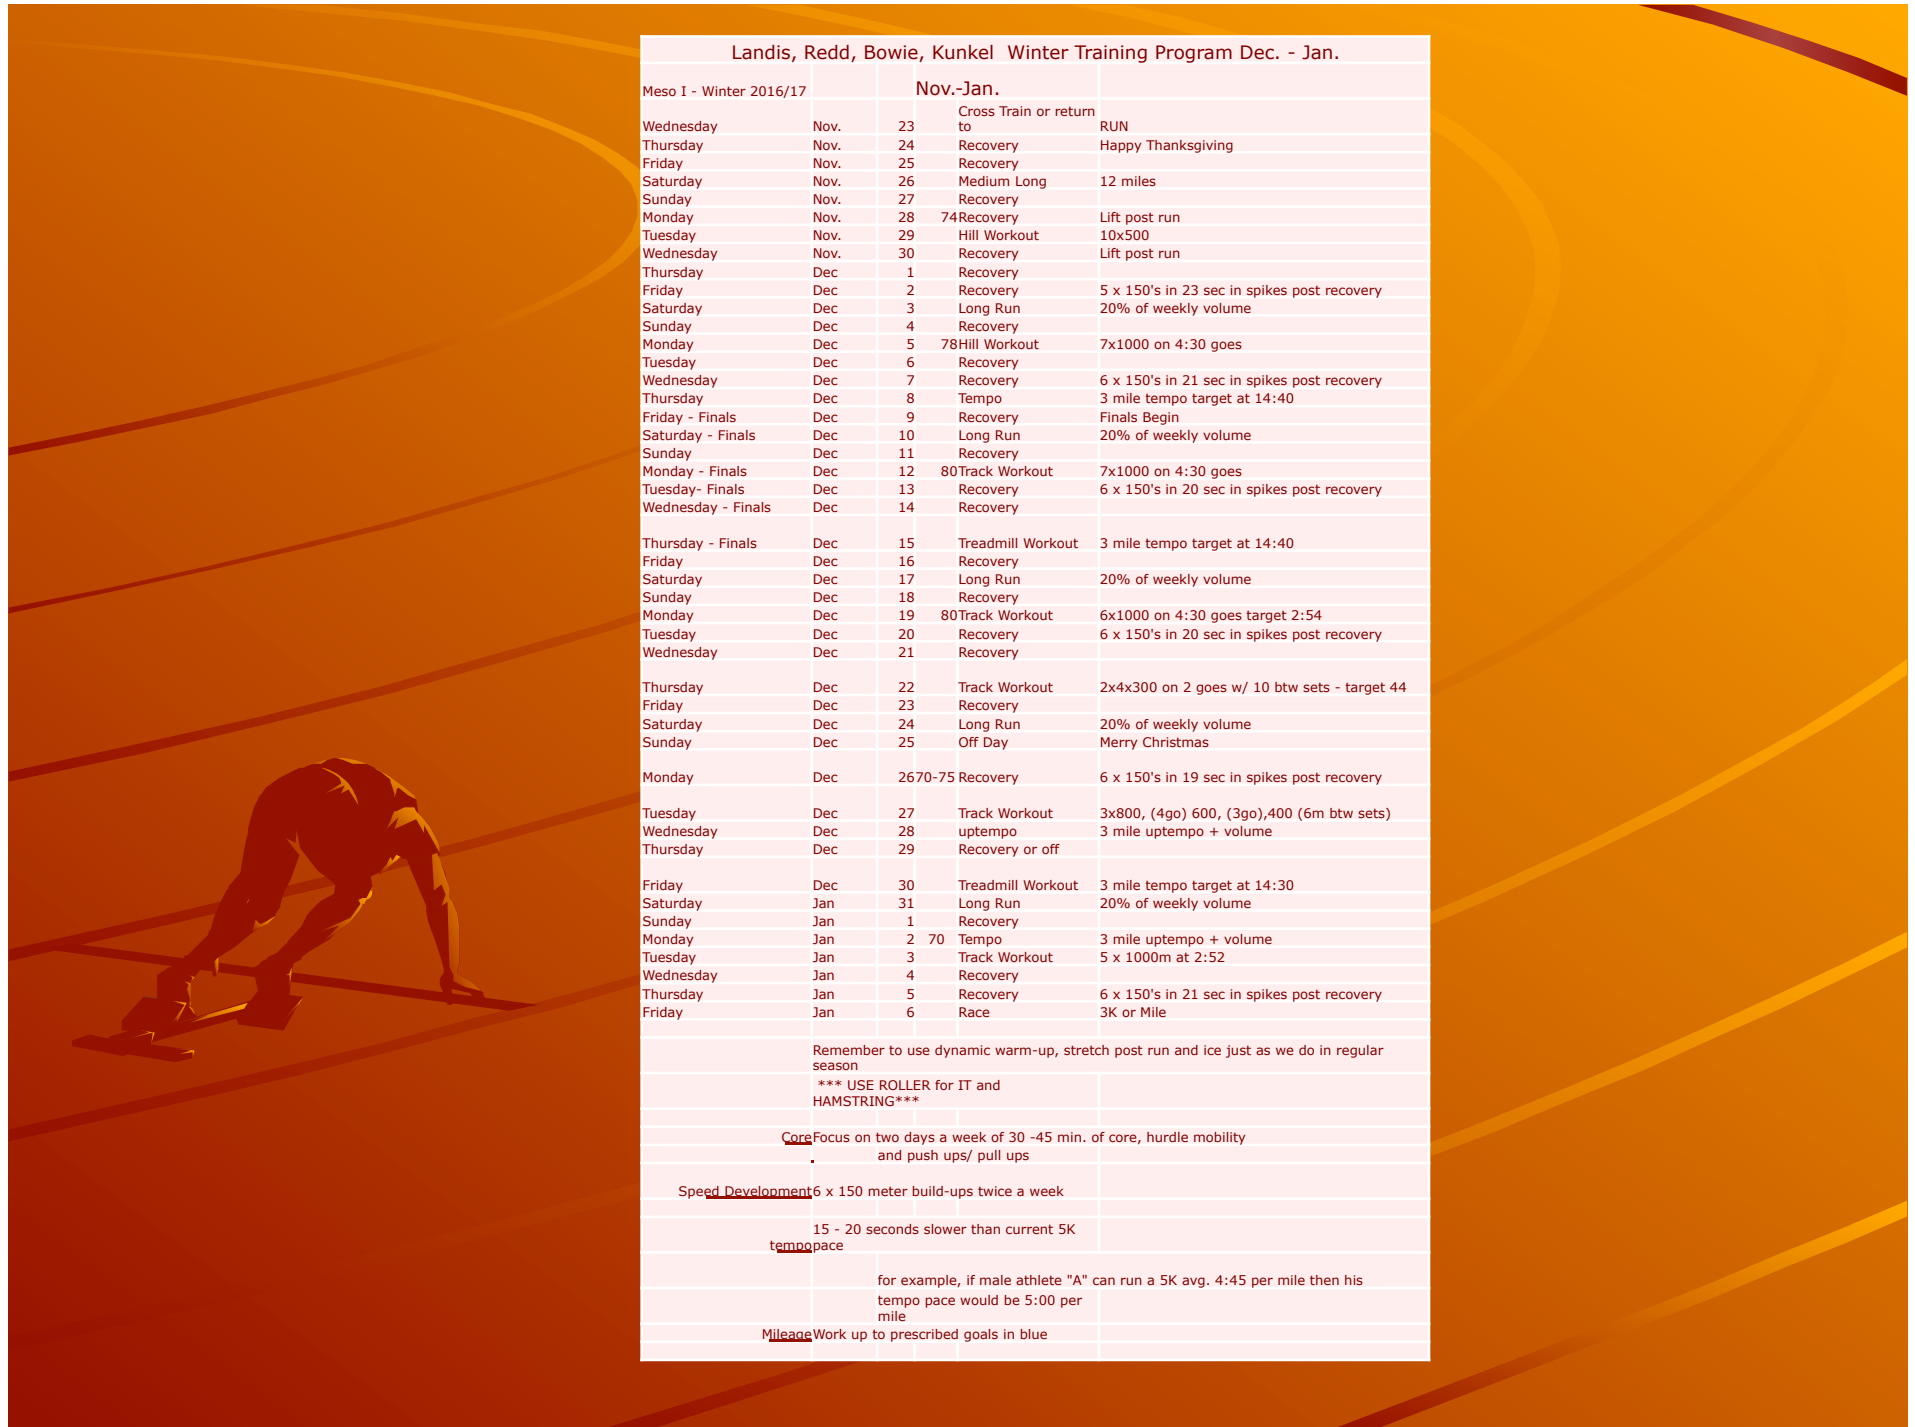 Landis, Redd, Bowie, Kunkel  Winter Training Program Dec. - Jan.
Meso I - Winter 2016/17 Nov.-Jan.
Cross Train or return
Wednesday Nov. 23 to RUN
Thursday Nov. 24 Recovery Happy Thanksgiving
Friday Nov. 25 Recovery
Saturday Nov. 26 Medium Long 12 miles
Sunday Nov. 27 Recovery
Monday Nov. 28 74 Recovery Lift post run
Tuesday Nov. 29 Hill Workout 10x500
Wednesday Nov. 30 Recovery Lift post run
Thursday Dec 1 Recovery
Friday Dec 2 Recovery 5 x 150's in 23 sec in spikes post recovery
Saturday Dec 3 Long Run 20% of weekly volume
Sunday Dec 4 Recovery
Monday Dec 5 78 Hill Workout 7x1000 on 4:30 goes
Tuesday Dec 6 Recovery
Wednesday Dec 7 Recovery 6 x 150's in 21 sec in spikes post recovery
Thursday Dec 8 Tempo 3 mile tempo target at 14:40
Friday - Finals Dec 9 Recovery Finals Begin
Saturday - Finals Dec 10 Long Run 20% of weekly volume
Sunday Dec 11 Recovery
Monday - Finals Dec 12 80 Track Workout 7x1000 on 4:30 goes
Tuesday- Finals Dec 13 Recovery 6 x 150's in 20 sec in spikes post recovery
Wednesday - Finals Dec 14 Recovery
Thursday - Finals Dec 15 Treadmill Workout 3 mile tempo target at 14:40
Friday Dec 16 Recovery
Saturday Dec 17 Long Run 20% of weekly volume
Sunday Dec 18 Recovery
Monday Dec 19 80 Track Workout 6x1000 on 4:30 goes target 2:54
Tuesday Dec 20 Recovery 6 x 150's in 20 sec in spikes post recovery
Wednesday Dec 21 Recovery
Thursday Dec 22 Track Workout 2x4x300 on 2 goes w/ 10 btw sets - target 44
Friday Dec 23 Recovery
Saturday Dec 24 Long Run 20% of weekly volume
Sunday Dec 25 Off Day Merry Christmas
Monday Dec 26 70-75 Recovery 6 x 150's in 19 sec in spikes post recovery
Tuesday Dec 27 Track Workout 3x800, (4go) 600, (3go),400 (6m btw sets)
Wednesday Dec 28 uptempo 3 mile uptempo + volume
Thursday Dec 29 Recovery or off
Friday Dec 30 Treadmill Workout 3 mile tempo target at 14:30
Saturday Jan 31 Long Run 20% of weekly volume
Sunday Jan 1 Recovery
Monday Jan 2 70 Tempo 3 mile uptempo + volume
Tuesday Jan 3 Track Workout 5 x 1000m at 2:52
Wednesday Jan 4 Recovery
Thursday Jan 5 Recovery 6 x 150's in 21 sec in spikes post recovery
Friday Jan 6 Race 3K or Mile
Remember to use dynamic warm-up, stretch post run and ice just as we do in regular
season
*** USE ROLLER for IT and
HAMSTRING***
Core Focus on two days a week of 30 -45 min. of core, hurdle mobility
and push ups/ pull ups
Speed Development 6 x 150 meter build-ups twice a week
15 - 20 seconds slower than current 5K
tempo pace
for example, if male athlete "A" can run a 5K avg. 4:45 per mile then his
tempo pace would be 5:00 per
mile
Mileage Work up to prescribed goals in blue